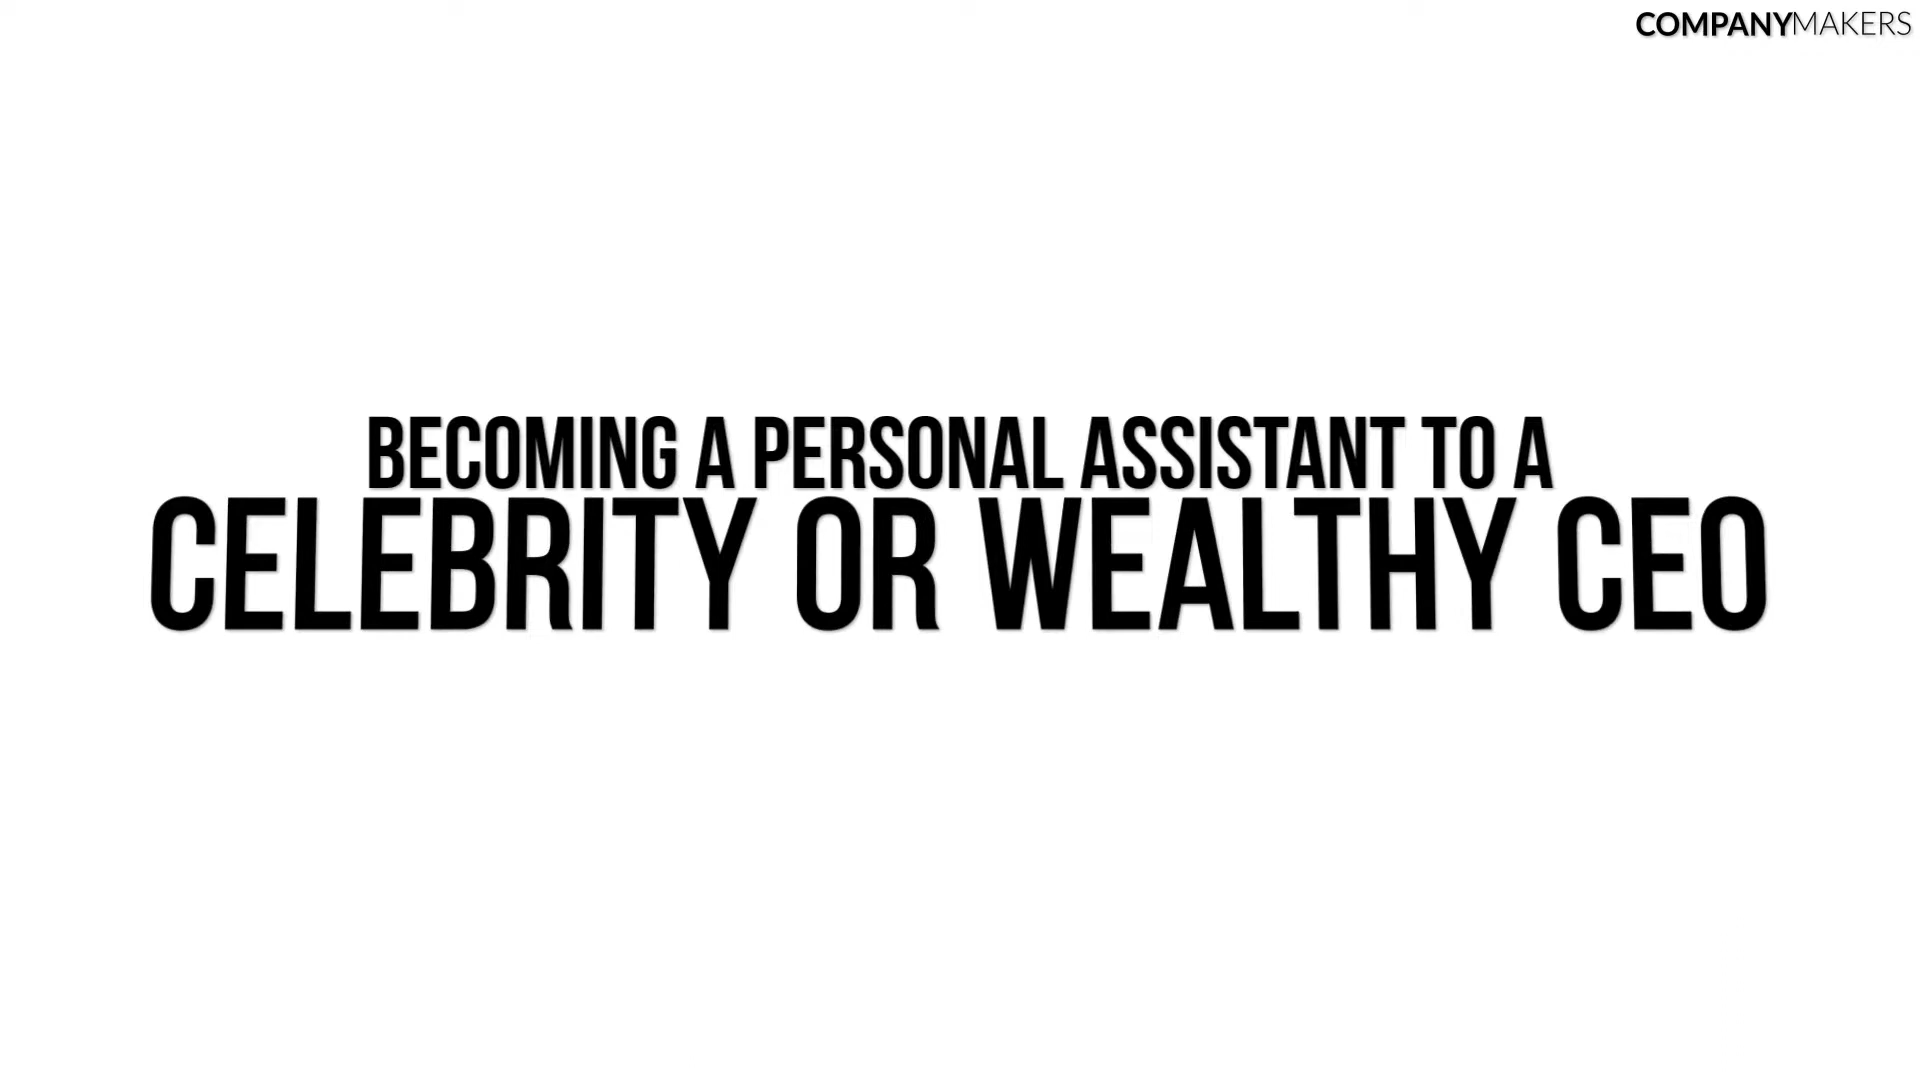 COMPANYMAKERS
BECOMING A PERSONAL ASSISTANT TO A
CELEBRITY OR WEALTHY CEO